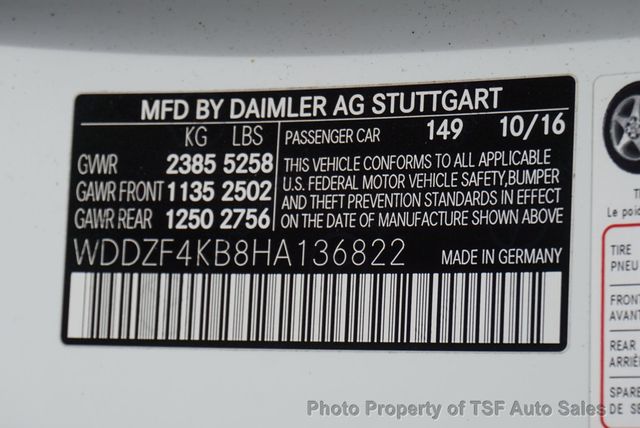 MFD BY DAIMLER AG STUTTGART
KG LBS
GVWR 2385 5258
GAWR FRONT 1135 2502
GAWR REAR 1250 2756
PASSENGER CAR 149 10/16
THIS VEHICLE CONFORMS TO ALL APPLICABLE
U.S. FEDERAL MOTOR VEHICLE SAFETY,BUMPER
AND THEFT PREVENTION STANDARDS IN EFFECT
ON THE DATE OF MANUFACTURE SHOWN ABOVE
WDDZF4KB8HA136822 MADE IN GERMANY
Le poid
TIRE
PNEU
FRON
AVANT
REAR
ARRIÈ
SPARE
DE SE
Photo Property of TSF Auto Sales